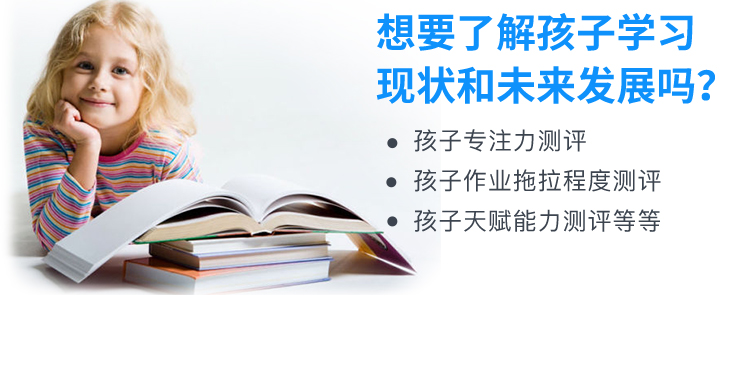 想要了解孩子学习
现状和未来发展吗？
● 孩子专注力测评
● 孩子作业拖拉程度测评
● 孩子天赋能力测评等等